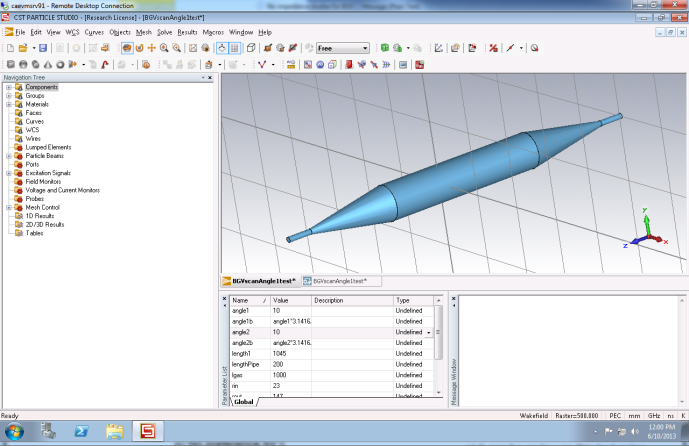 caevmsrv91 - Remote Desktop Connection
CST PARTICLE STUDIO - [Research License] - [BGVscanAngle1test*]
File Edit View WCS Curves Objects Mesh Solve Results Macros Window Help
Free
Navigation Tree
Components
Groups
Materials
Faces
Curves
WCS
Wires
Lumped Elements
Particle Beams
Ports
Excitation Signals
Field Monitors
Voltage and Current Monitors
Probes
Mesh Control
1D Results
2D/3D Results
Tables
y
x
z
BGVscanAngle1test*
BGVscanAngle1test*
Name / Value Description Type
angle1 10 Undefined
angle1b angle1*3.1416. Undefined
angle2 10 Undefined
angle2b angle2*3.1416. Undefined
length1 1045 Undefined
lengthPipe 200 Undefined
lgas 1000 Undefined
rin 23 Undefined
rout 147 Undefined
Global
Parameter List
Message Window
Ready
Wakefield Raster=500.000 PEC mm GHz ns K
12:00 PM
6/10/2013